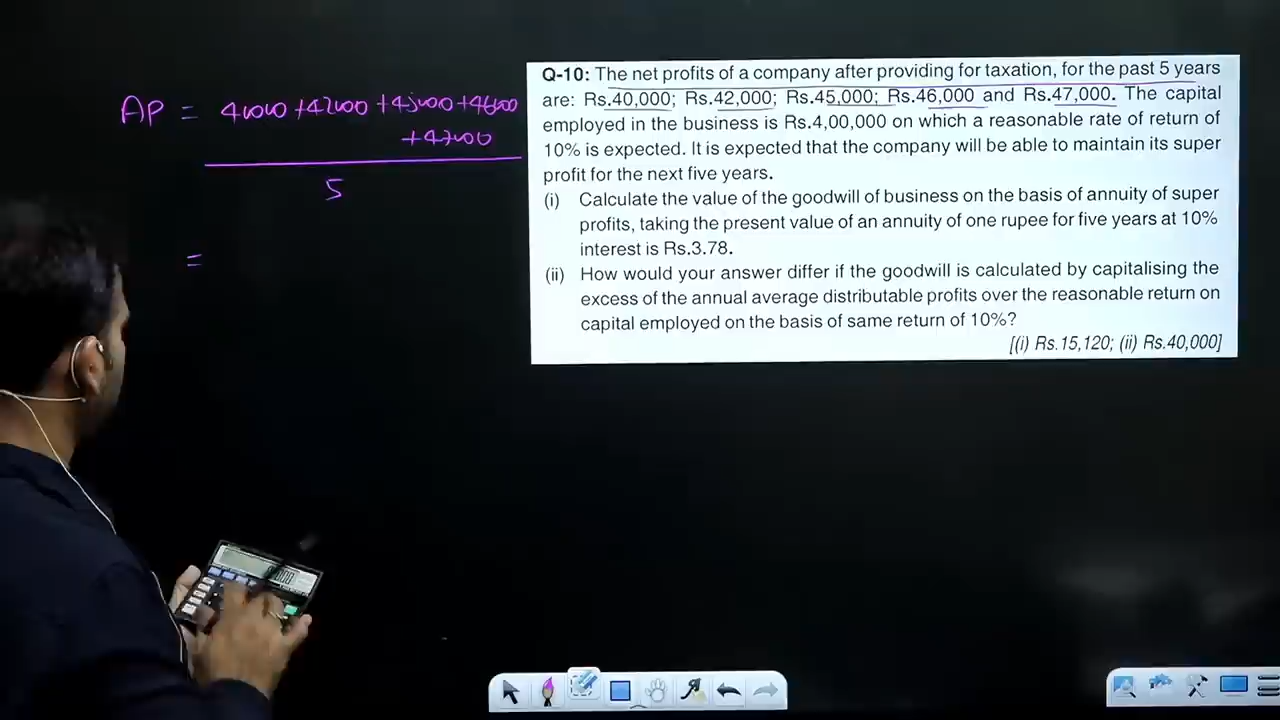 AP = 40000 + 42000 + 45000 + 46000
+ 47000
5
=
Q-10: The net profits of a company after providing for taxation, for the past 5 years
are: Rs.40,000; Rs.42,000; Rs.45,000; Rs.46,000 and Rs.47,000. The capital
employed in the business is Rs.4,00,000 on which a reasonable rate of return of
10% is expected. It is expected that the company will be able to maintain its super
profit for the next five years.
(i) Calculate the value of the goodwill of business on the basis of annuity of super
profits, taking the present value of an annuity of one rupee for five years at 10%
interest is Rs.3.78.
(ii) How would your answer differ if the goodwill is calculated by capitalising the
excess of the annual average distributable profits over the reasonable return on
capital employed on the basis of same return of 10%?
[(i) Rs.15,120; (ii) Rs.40,000]